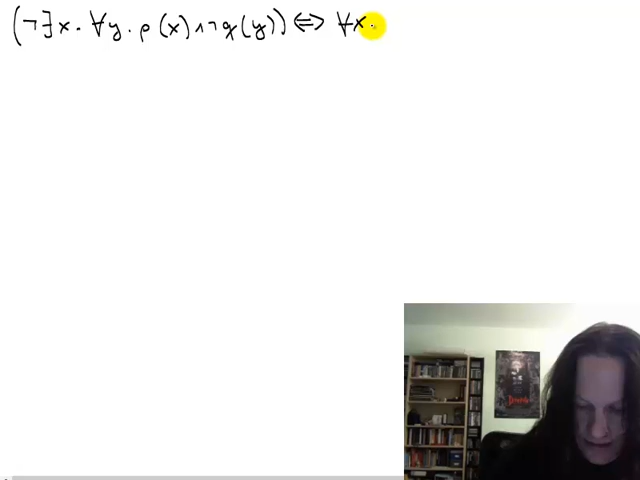 (¬∃x. ∀y. p(x)∧¬q(y)) ⟺ ∀x.